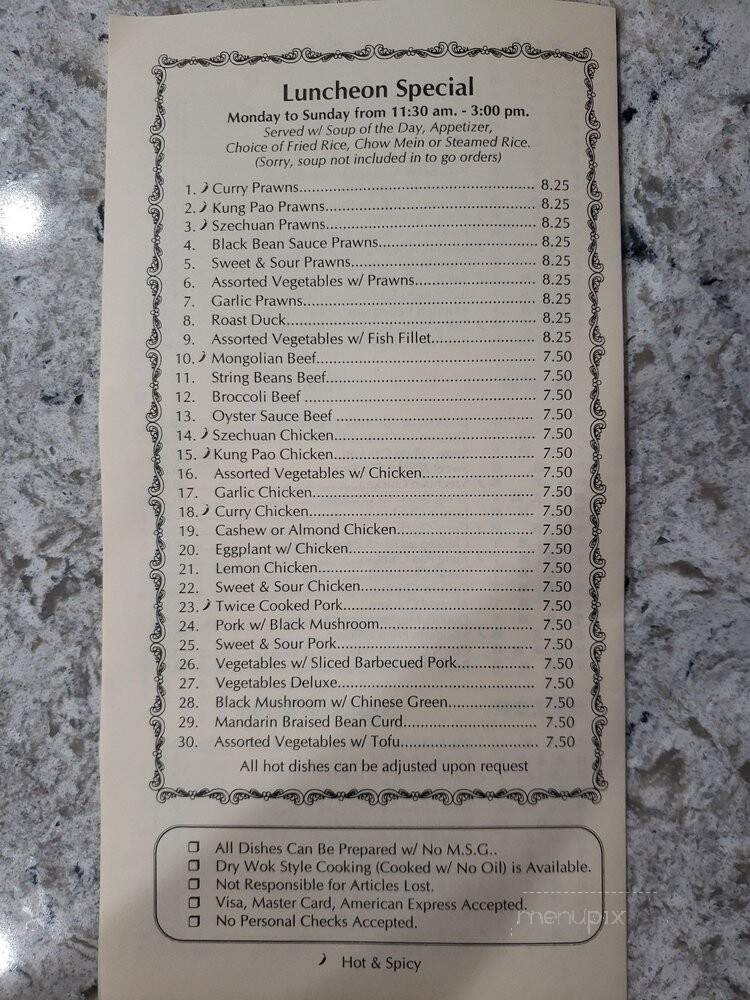 Luncheon Special
Monday to Sunday from 11:30 am. - 3:00 pm.
Served w/ Soup of the Day, Appetizer,
Choice of Fried Rice, Chow Mein or Steamed Rice.
(Sorry, soup not included in to go orders)
1. Curry Prawns.......... 8.25
2. Kung Pao Prawns.......... 8.25
3. Szechuan Prawns.......... 8.25
4. Black Bean Sauce Prawns.......... 8.25
5. Sweet & Sour Prawns.......... 8.25
6. Assorted Vegetables w/ Prawns.......... 8.25
7. Garlic Prawns.......... 8.25
8. Roast Duck.......... 8.25
9. Assorted Vegetables w/ Fish Fillet.......... 8.25
10. Mongolian Beef.......... 7.50
11. String Beans Beef.......... 7.50
12. Broccoli Beef .......... 7.50
13. Oyster Sauce Beef .......... 7.50
14. Szechuan Chicken.......... 7.50
15. Kung Pao Chicken.......... 7.50
16. Assorted Vegetables w/ Chicken.......... 7.50
17. Garlic Chicken.......... 7.50
18. Curry Chicken.......... 7.50
19. Cashew or Almond Chicken.......... 7.50
20. Eggplant w/ Chicken.......... 7.50
21. Lemon Chicken.......... 7.50
22. Sweet & Sour Chicken.......... 7.50
23. Twice Cooked Pork.......... 7.50
24. Pork w/ Black Mushroom.......... 7.50
25. Sweet & Sour Pork.......... 7.50
26. Vegetables w/ Sliced Barbecued Pork.......... 7.50
27. Vegetables Deluxe.......... 7.50
28. Black Mushroom w/ Chinese Green.......... 7.50
29. Mandarin Braised Bean Curd.......... 7.50
30. Assorted Vegetables w/ Tofu.......... 7.50
All hot dishes can be adjusted upon request
❒ All Dishes Can Be Prepared w/ No M.S.G..
❒ Dry Wok Style Cooking (Cooked w/ No Oil) is Available.
❒ Not Responsible for Articles Lost.
❒ Visa, Master Card, American Express Accepted.
❒ No Personal Checks Accepted.
menupix
Hot & Spicy